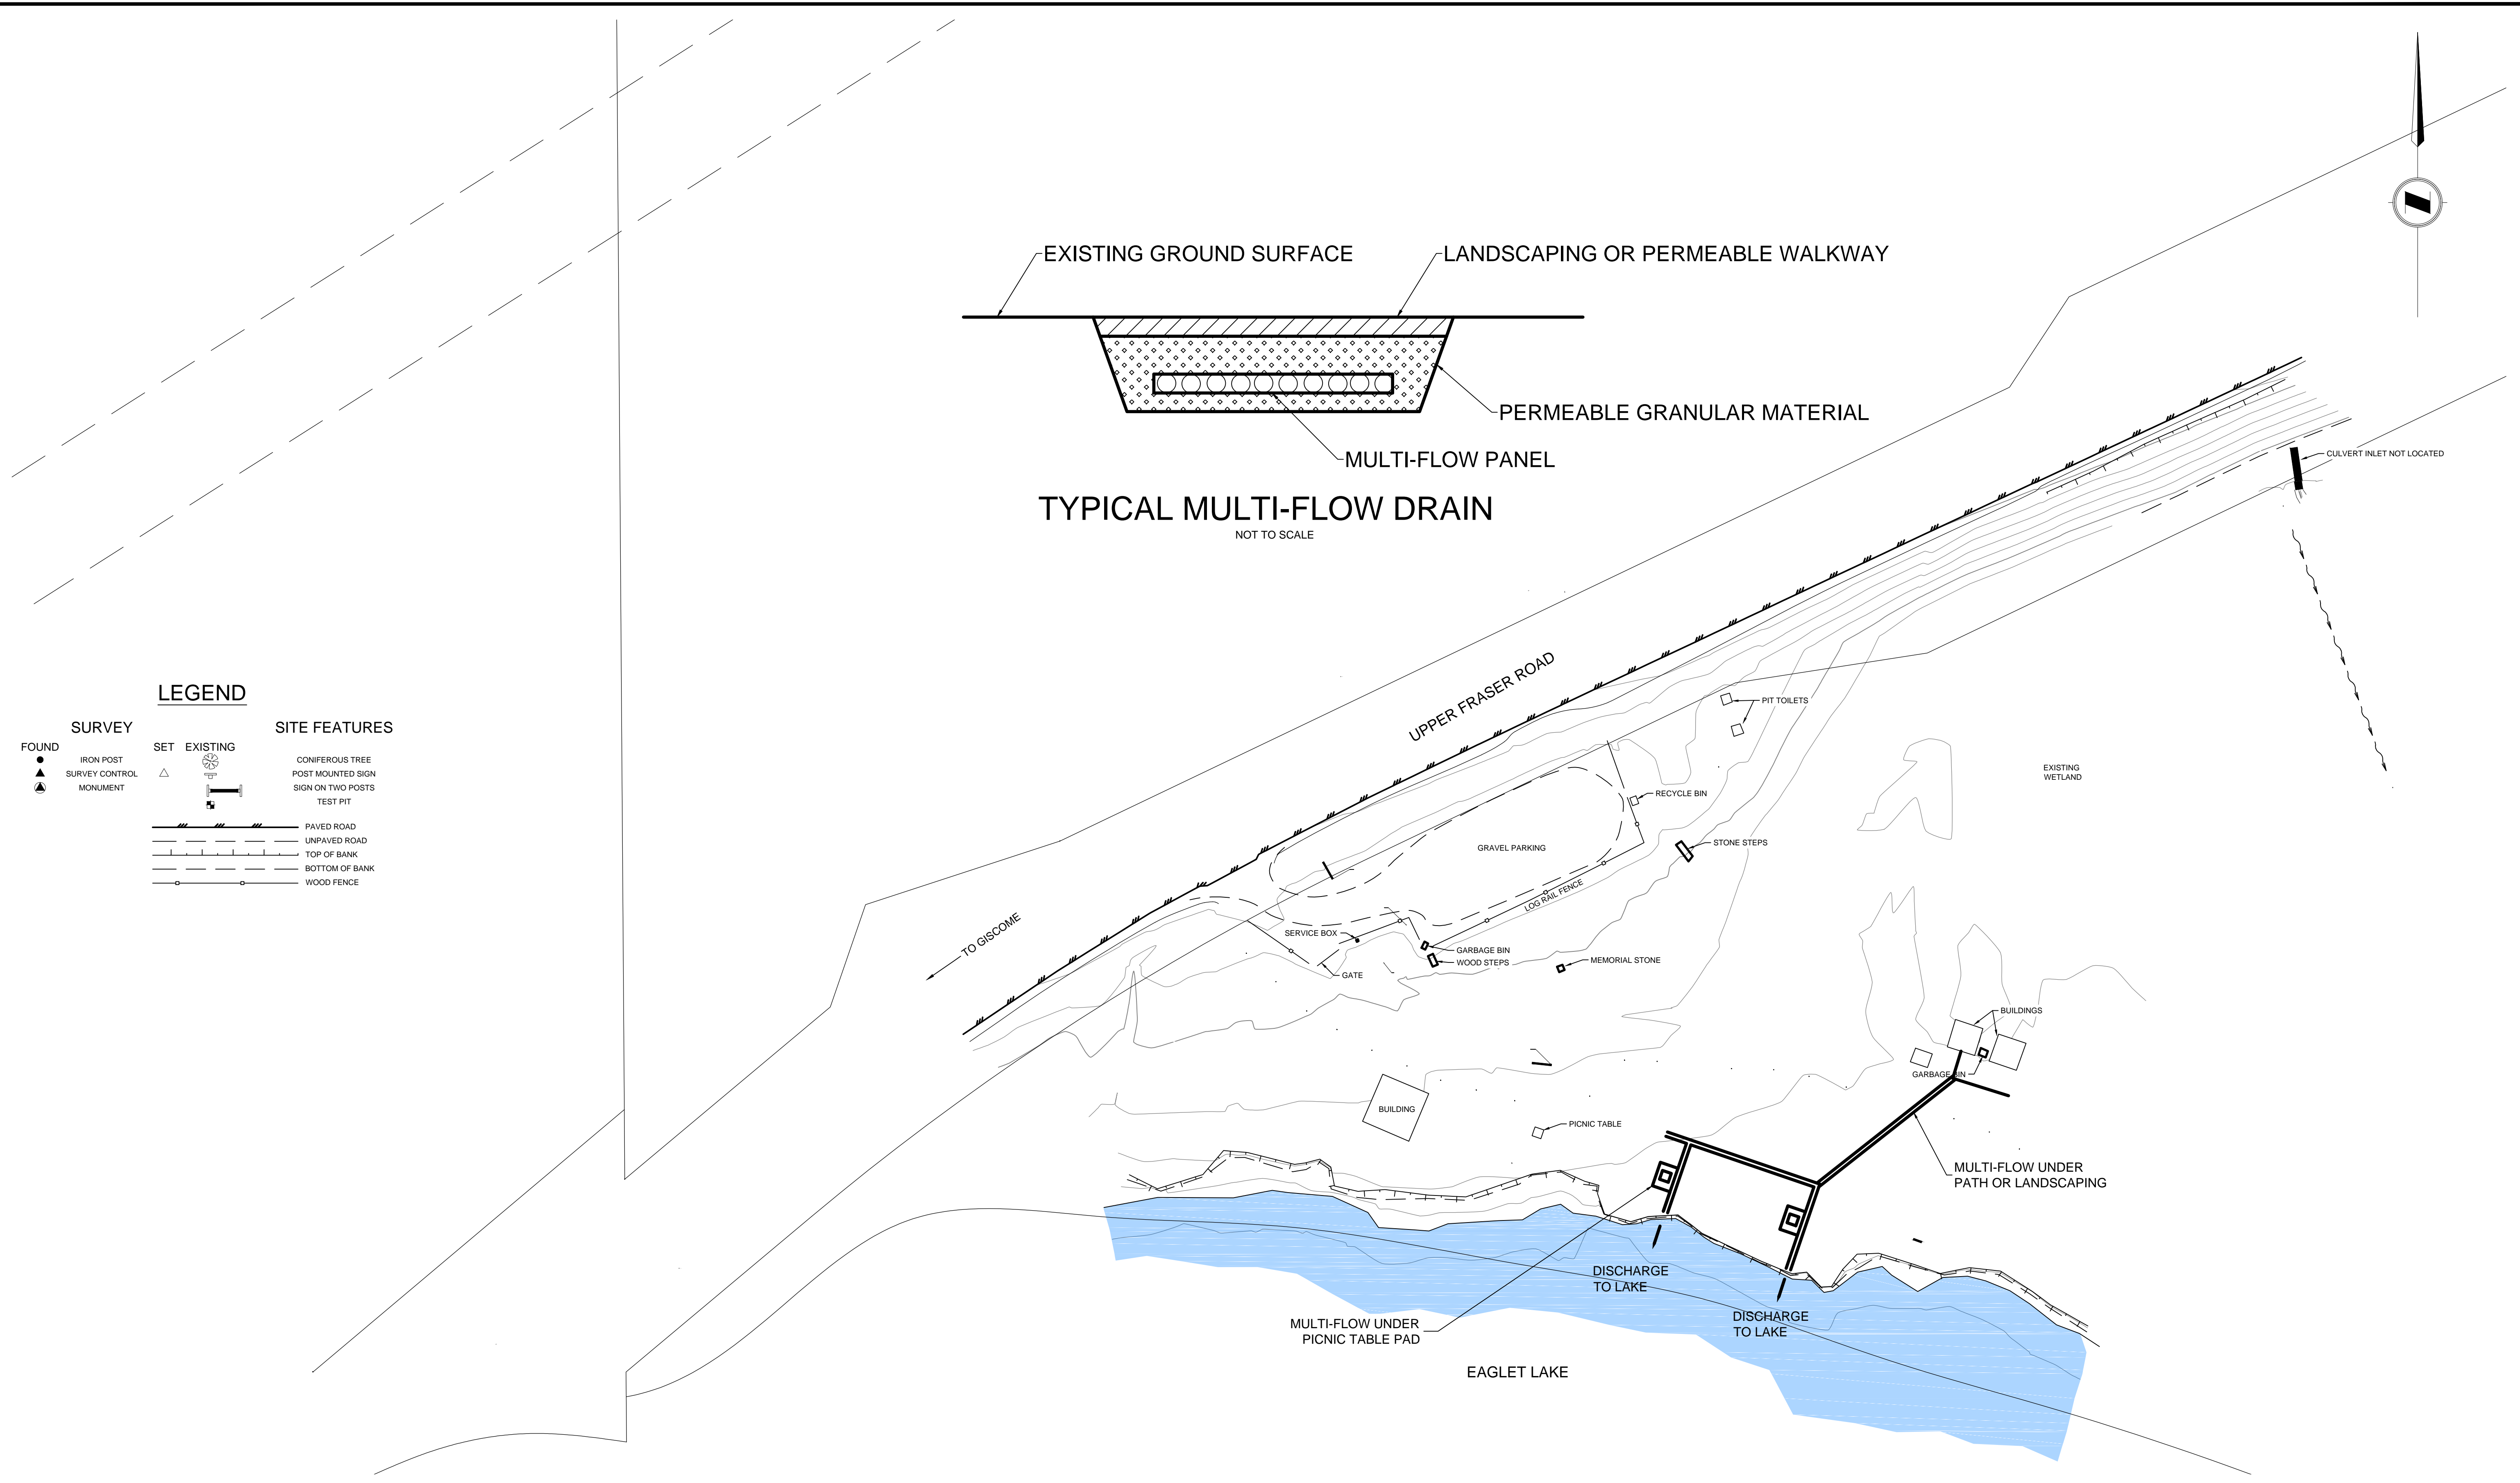 EXISTING GROUND SURFACE
LANDSCAPING OR PERMEABLE WALKWAY
PERMEABLE GRANULAR MATERIAL
MULTI-FLOW PANEL
TYPICAL MULTI-FLOW DRAIN
NOT TO SCALE
CULVERT INLET NOT LOCATED
LEGEND
SURVEY
SITE FEATURES
FOUND
SET
EXISTING
IRON POST
CONIFEROUS TREE
SURVEY CONTROL
POST MOUNTED SIGN
MONUMENT
SIGN ON TWO POSTS
TEST PIT
PAVED ROAD
UNPAVED ROAD
TOP OF BANK
BOTTOM OF BANK
WOOD FENCE
UPPER FRASER ROAD
PIT TOILETS
EXISTING
WETLAND
RECYCLE BIN
STONE STEPS
GRAVEL PARKING
LOG RAIL FENCE
TO GISCOME
SERVICE BOX
GARBAGE BIN
WOOD STEPS
GATE
MEMORIAL STONE
BUILDINGS
GARBAGE BIN
BUILDING
PICNIC TABLE
MULTI-FLOW UNDER
PATH OR LANDSCAPING
DISCHARGE
TO LAKE
DISCHARGE
TO LAKE
MULTI-FLOW UNDER
PICNIC TABLE PAD
EAGLET LAKE